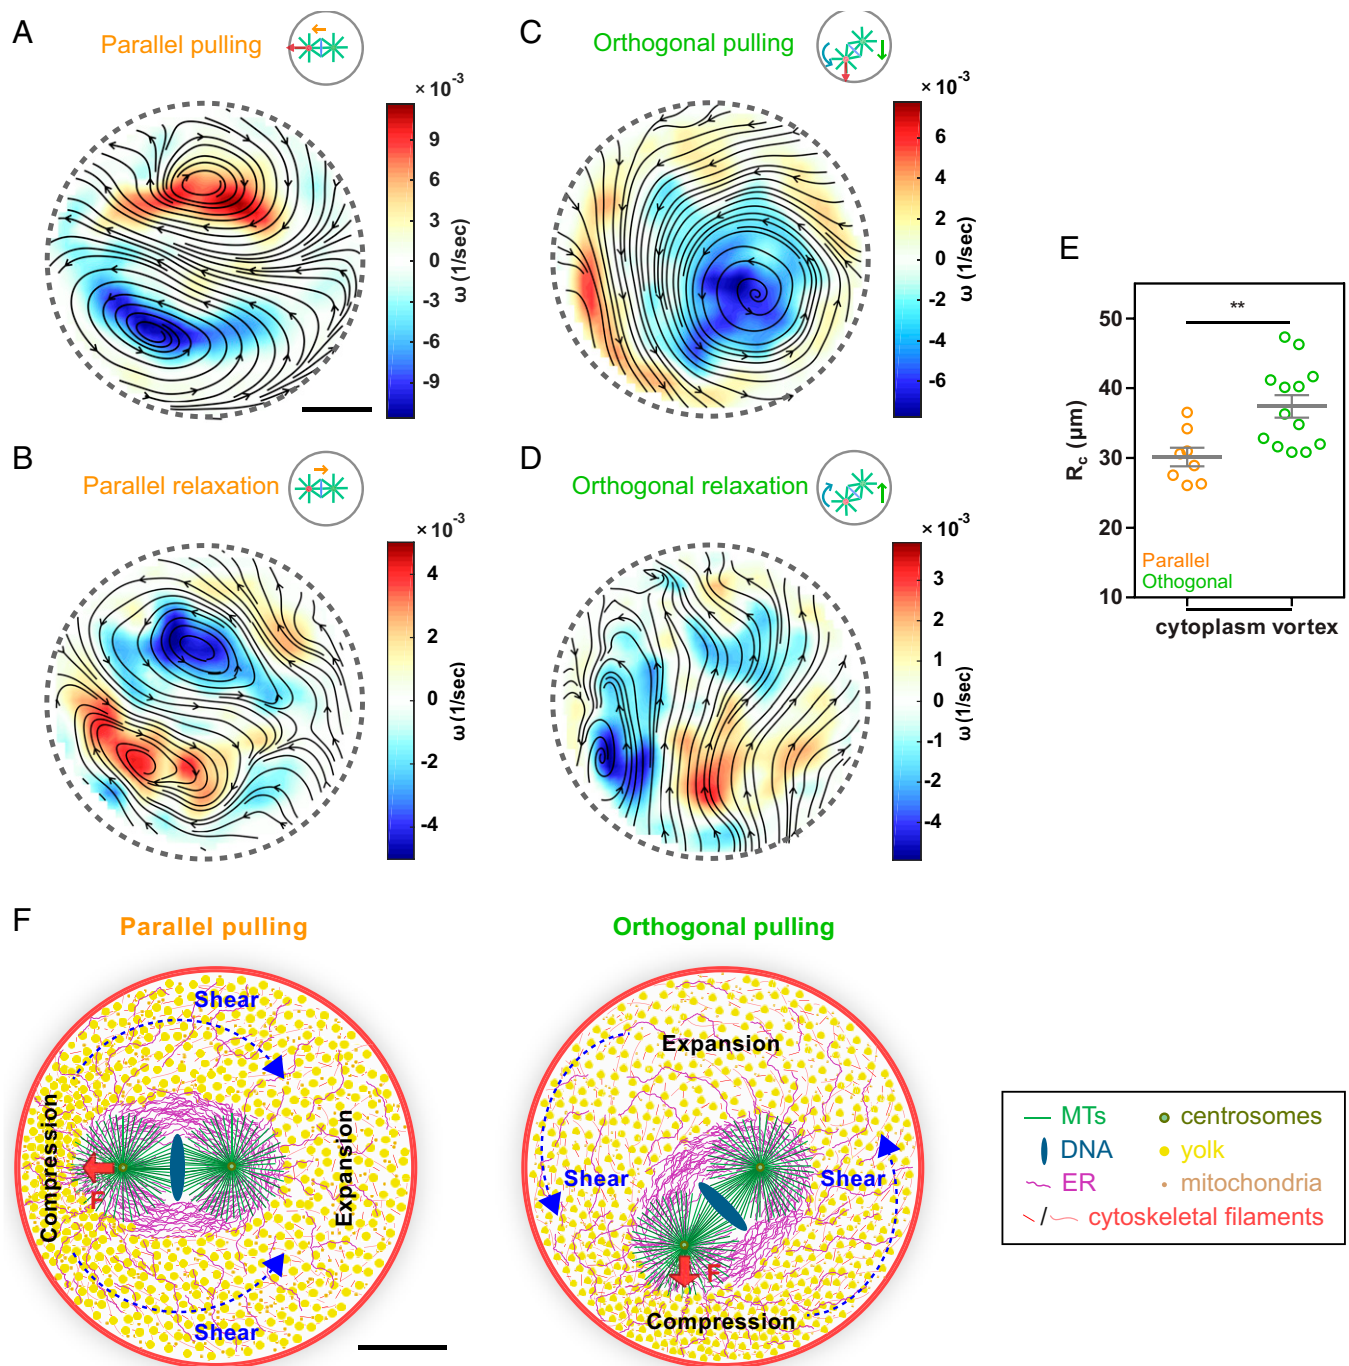 A
Parallel pulling
× 10⁻³
9
6
3
0
-3
-6
-9
ω (1/sec)
C
Orthogonal pulling
× 10⁻³
6
4
2
0
-2
-4
-6
ω (1/sec)
B
Parallel relaxation
× 10⁻³
4
2
0
-2
-4
ω (1/sec)
D
Orthogonal relaxation
× 10⁻³
3
2
1
0
-1
-2
-3
-4
ω (1/sec)
E
**
50
40
30
20
10
R_c (µm)
Parallel
Othogonal
cytoplasm vortex
F
Parallel pulling
Shear
Compression
F
Expansion
Shear
Orthogonal pulling
Expansion
Shear
Shear
F
Compression
MTs
centrosomes
DNA
yolk
ER
mitochondria
/ cytoskeletal filaments